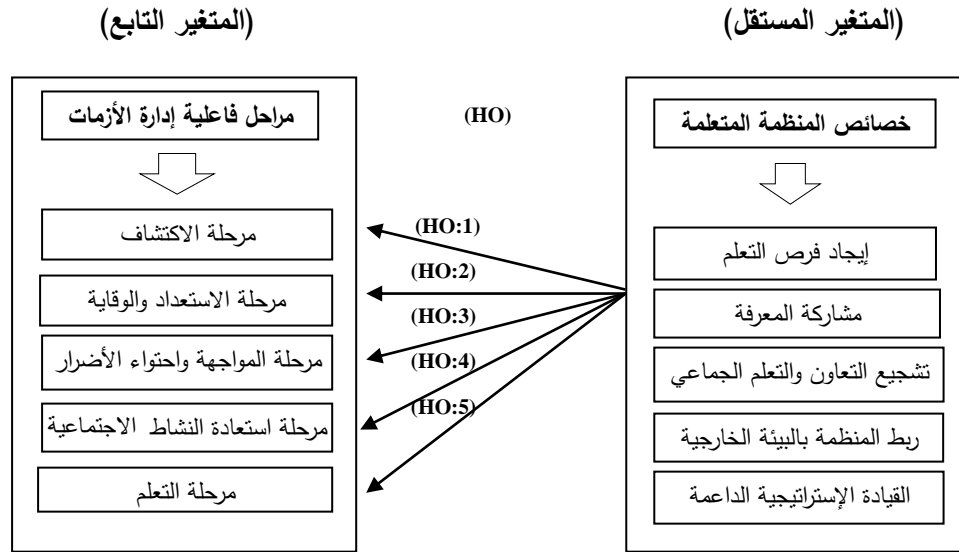 (المتغير المستقل)
خصائص المنظمة المتعلمة
إيجاد فرص التعلم
مشاركة المعرفة
تشجيع التعاون والتعلم الجماعي
ربط المنظمة بالبيئة الخارجية
القيادة الإستراتيجية الداعمة
(HO)
(HO:1)
(HO:2)
(HO:3)
(HO:4)
(HO:5)
(المتغير التابع)
مراحل فاعلية إدارة الأزمات
مرحلة الاكتشاف
مرحلة الاستعداد والوقاية
مرحلة المواجهة واحتواء الأضرار
مرحلة استعادة النشاط الاجتماعية
مرحلة التعلم